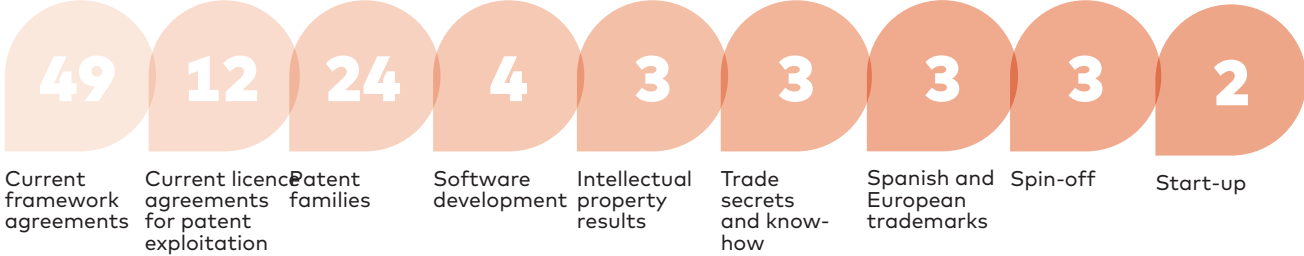 49
12
24
4
3
3
3
3
2
Current
framework
agreements
Current licence
agreements
for patent
exploitation
Patent
families
Software
development
Intellectual
property
results
Trade
secrets
and know-
how
Spanish and
European
trademarks
Spin-off
Start-up